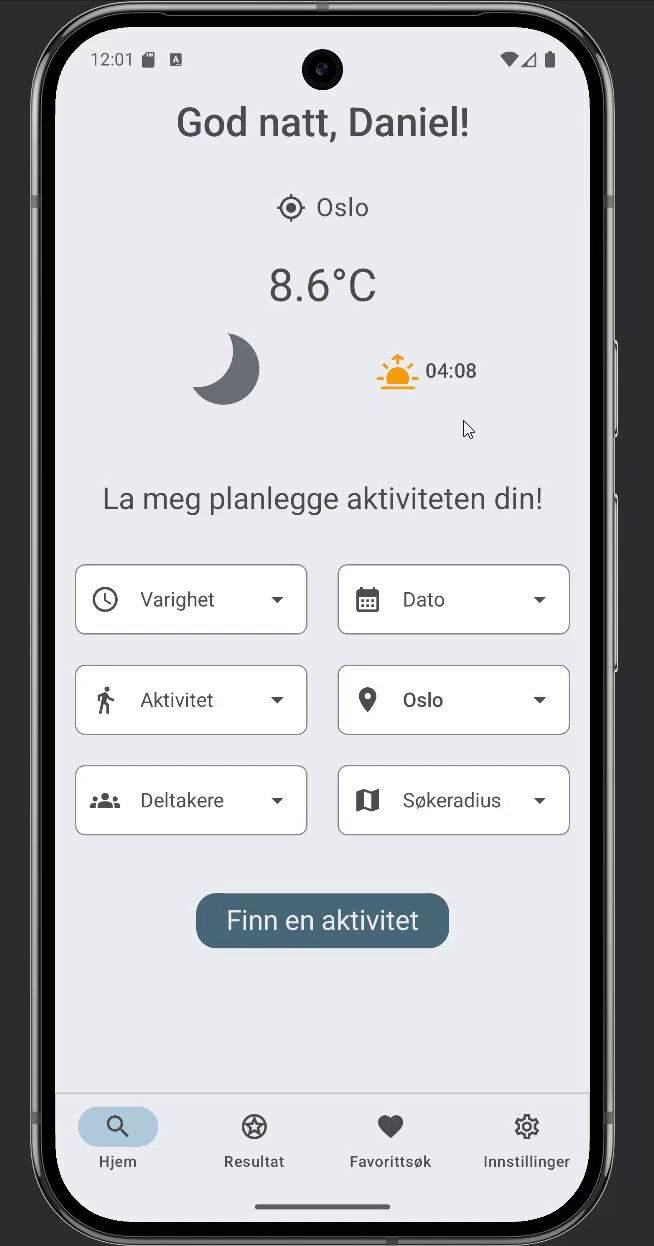 12:01
God natt, Daniel!
Oslo
8.6°C
04:08
La meg planlegge aktiviteten din!
Varighet
Dato
Aktivitet
Oslo
Deltakere
Søkeradius
Finn en aktivitet
Hjem
Resultat
Favorittsøk
Innstillinger